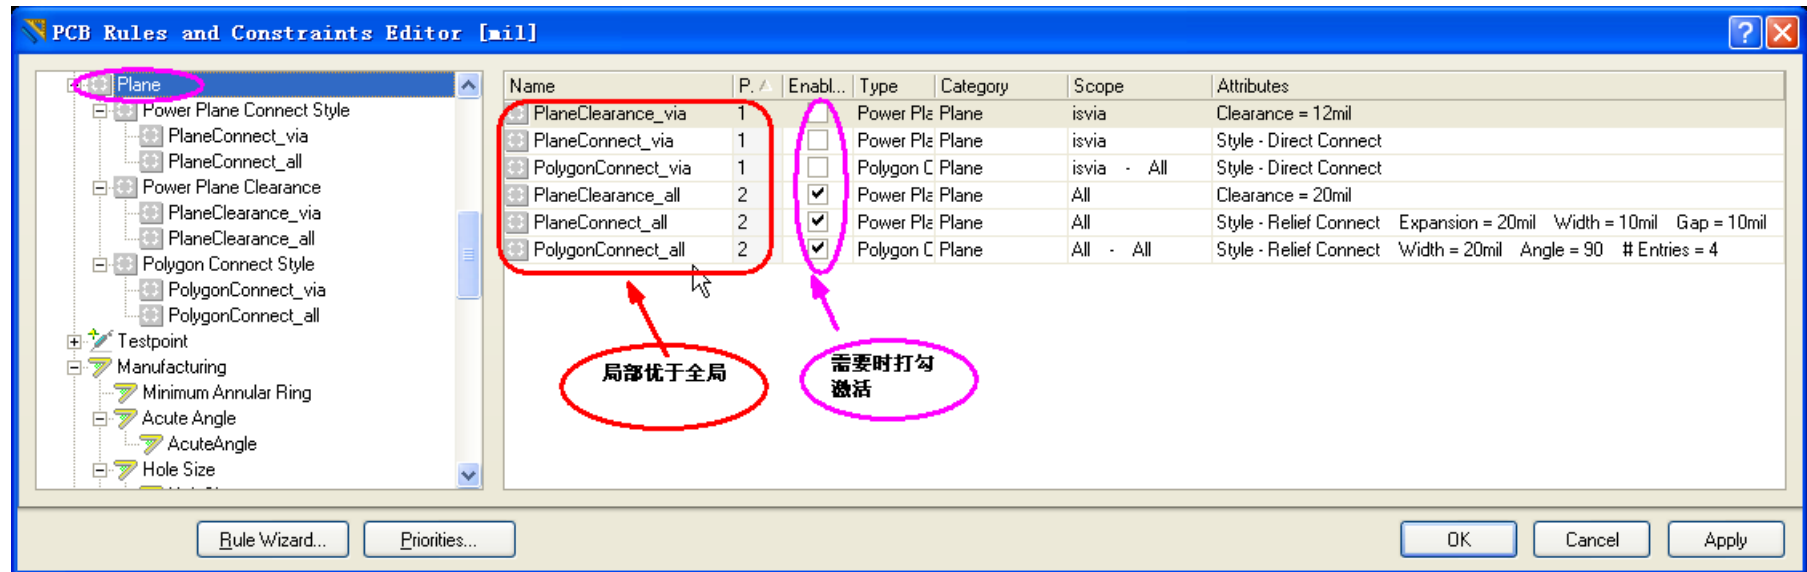 PCB Rules and Constraints Editor [mil]
Plane
Power Plane Connect Style
PlaneConnect_via
PlaneConnect_all
Power Plane Clearance
PlaneClearance_via
PlaneClearance_all
Polygon Connect Style
PolygonConnect_via
PolygonConnect_all
Testpoint
Manufacturing
Minimum Annular Ring
Acute Angle
AcuteAngle
Hole Size
Name P. Enabl... Type Category Scope Attributes
PlaneClearance_via 1 Power Pla Plane isvia Clearance = 12mil
PlaneConnect_via 1 Power Pla Plane isvia Style - Direct Connect
PolygonConnect_via 1 Polygon C Plane isvia - All Style - Direct Connect
PlaneClearance_all 2 Power Pla Plane All Clearance = 20mil
PlaneConnect_all 2 Power Pla Plane All Style - Relief Connect Expansion = 20mil Width = 10mil Gap = 10mil
PolygonConnect_all 2 Polygon C Plane All - All Style - Relief Connect Width = 20mil Angle = 90 # Entries = 4
局部优于全局
需要时打勾
激活
Rule Wizard... Priorities... OK Cancel Apply